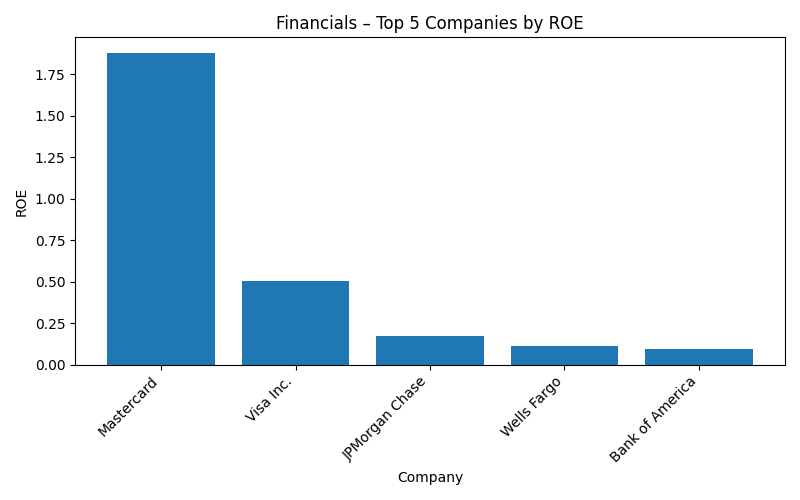 Financials – Top 5 Companies by ROE
1.75
1.50
1.25
1.00
0.75
0.50
0.25
0.00
ROE
Mastercard
Visa Inc.
JPMorgan Chase
Wells Fargo
Bank of America
Company